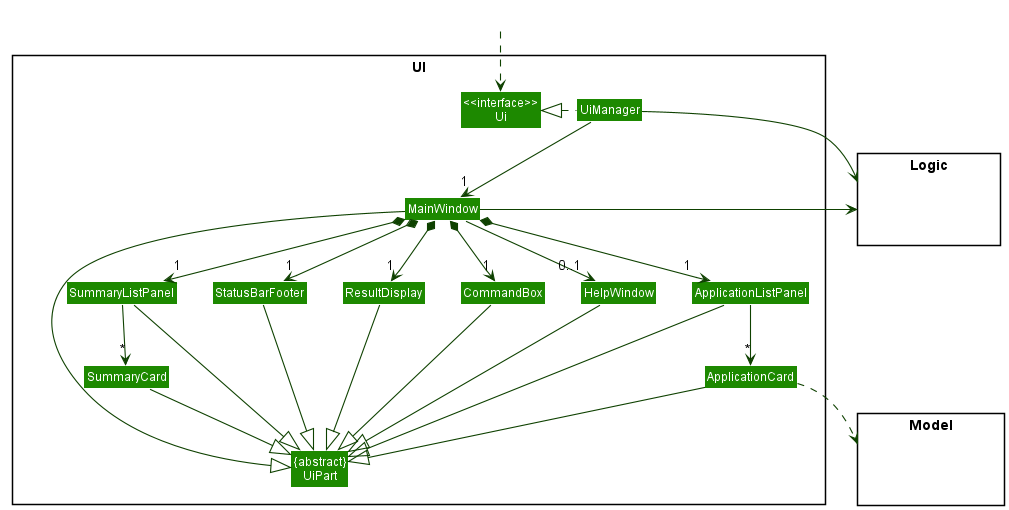 UI
<<interface>>
Ui
UiManager
Logic
1
MainWindow
1
1
1
1
0..1
1
SummaryListPanel
StatusBarFooter
ResultDisplay
CommandBox
HelpWindow
ApplicationListPanel
*
*
SummaryCard
ApplicationCard
Model
{abstract}
UiPart